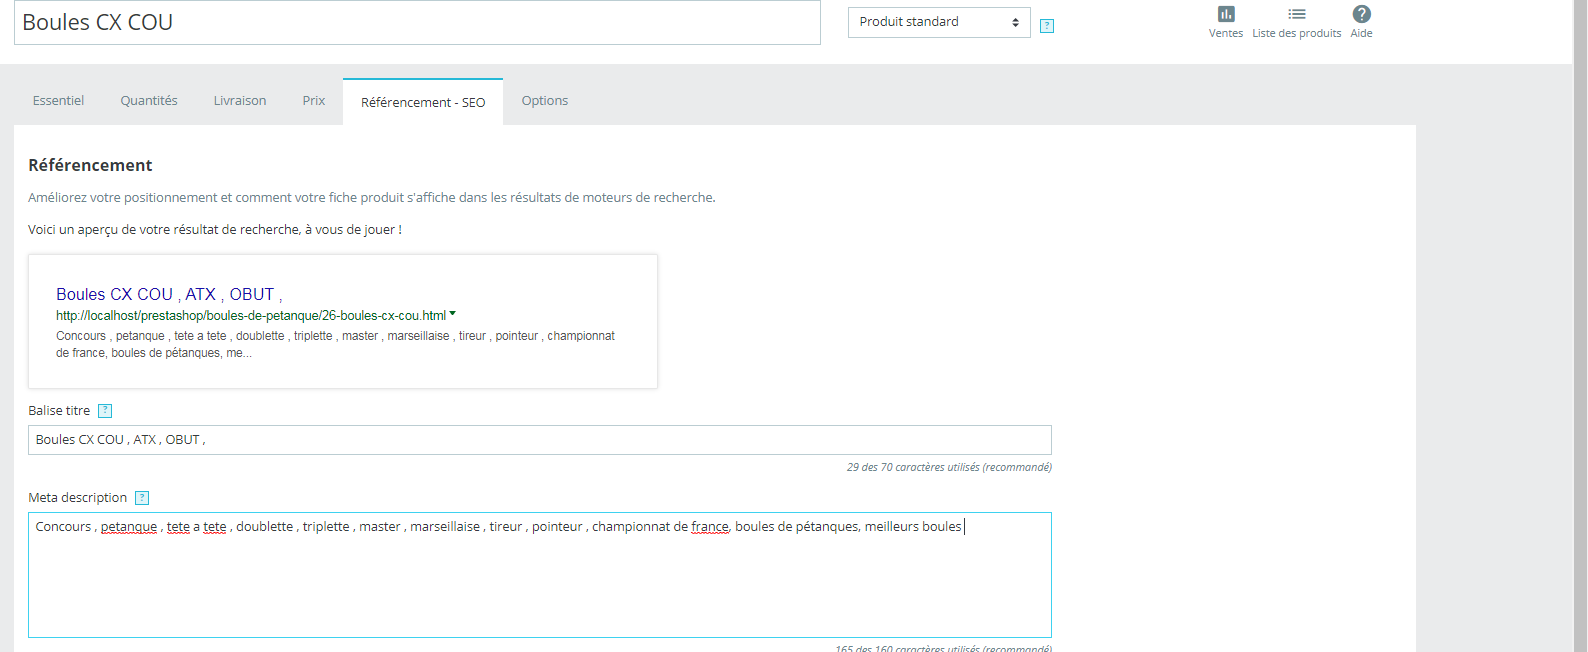 Boules CX COU
Produit standard
?
Ventes
Liste des produits
Aide
Essentiel
Quantités
Livraison
Prix
Référencement - SEO
Options
Référencement
Améliorez votre positionnement et comment votre fiche produit s'affiche dans les résultats de moteurs de recherche.
Voici un aperçu de votre résultat de recherche, à vous de jouer !
Boules CX COU , ATX , OBUT ,
http://localhost/prestashop/boules-de-petanque/26-boules-cx-cou.html
Concours , petanque , tete a tete , doublette , triplette , master , marseillaise , tireur , pointeur , championnat
de france, boules de pétanques, me...
Balise titre ?
Boules CX COU , ATX , OBUT ,
29 des 70 caractères utilisés (recommandé)
Meta description ?
Concours , petanque , tete a tete , doublette , triplette , master , marseillaise , tireur , pointeur , championnat de france, boules de pétanques, meilleurs boules
165 des 160 caractères utilisés (recommandé)